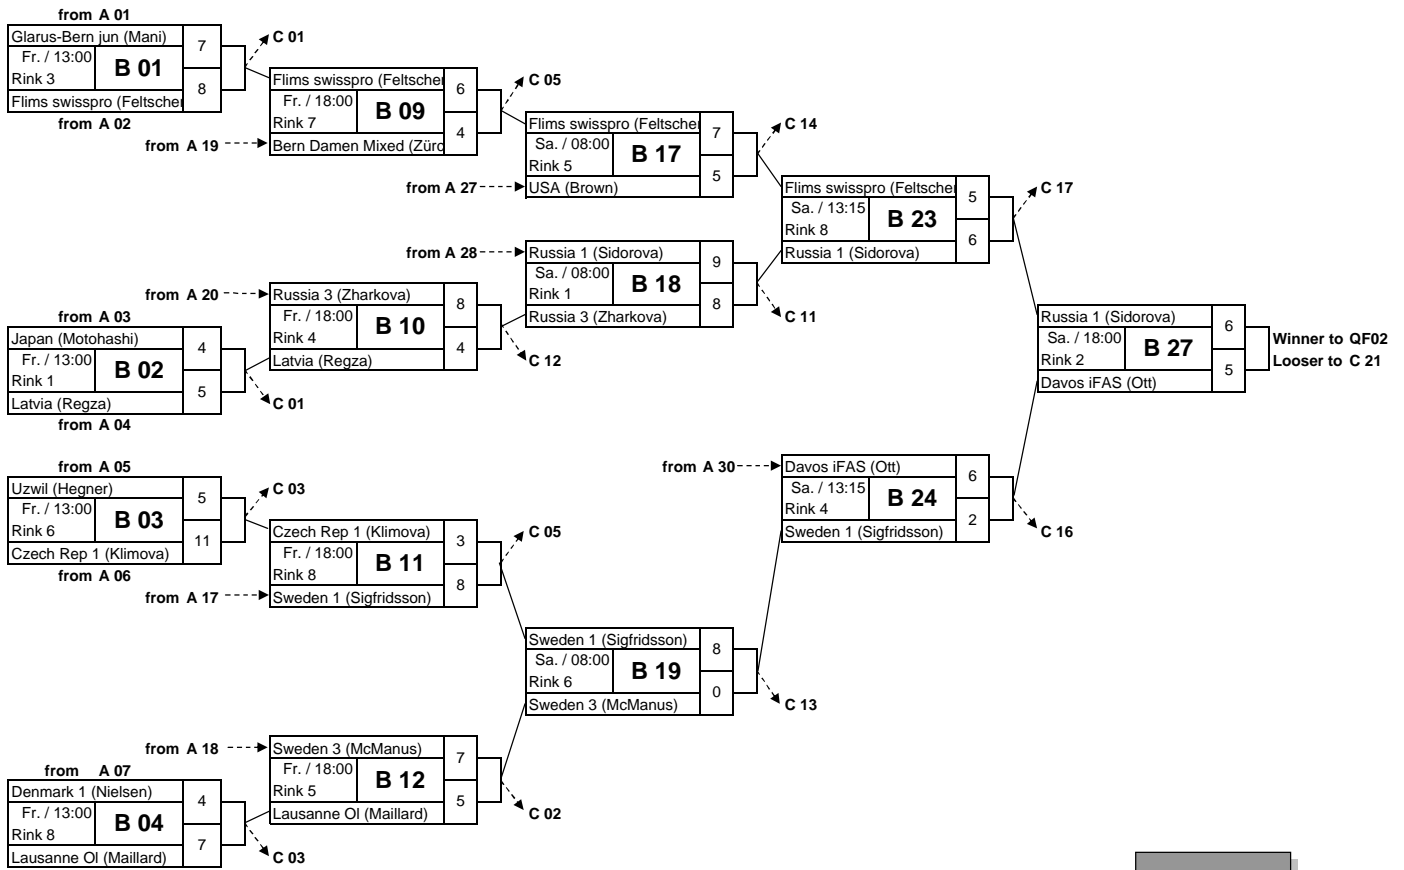 from A 01
Glarus-Bern jun (Mani)
7
Fr. / 13:00
Rink 3
B 01
8
Flims swisspro (Feltscher
from A 02
C 01
Flims swisspro (Feltscher
6
Fr. / 18:00
Rink 7
B 09
4
from A 19
Bern Damen Mixed (Zürc
C 05
Flims swisspro (Feltscher
7
Sa. / 08:00
Rink 5
B 17
5
from A 27
USA (Brown)
C 14
Flims swisspro (Feltscher
5
Sa. / 13:15
Rink 8
B 23
6
Russia 1 (Sidorova)
C 17
from A 28
Russia 1 (Sidorova)
9
Sa. / 08:00
Rink 1
B 18
8
Russia 3 (Zharkova)
C 11
from A 20
Russia 3 (Zharkova)
8
Fr. / 18:00
Rink 4
B 10
4
Latvia (Regza)
C 12
from A 03
Japan (Motohashi)
4
Fr. / 13:00
Rink 1
B 02
5
Latvia (Regza)
from A 04
C 01
Russia 1 (Sidorova)
6
Sa. / 18:00
Rink 2
B 27
5
Davos iFAS (Ott)
Winner to QF02
Looser to C 21
from A 05
Uzwil (Hegner)
5
Fr. / 13:00
Rink 6
B 03
11
Czech Rep 1 (Klimova)
from A 06
C 03
Czech Rep 1 (Klimova)
3
Fr. / 18:00
Rink 8
B 11
8
from A 17
Sweden 1 (Sigfridsson)
C 05
from A 30
Davos iFAS (Ott)
6
Sa. / 13:15
Rink 4
B 24
2
Sweden 1 (Sigfridsson)
C 16
Sweden 1 (Sigfridsson)
8
Sa. / 08:00
Rink 6
B 19
0
Sweden 3 (McManus)
C 13
from A 18
Sweden 3 (McManus)
7
Fr. / 18:00
Rink 5
B 12
5
Lausanne Ol (Maillard)
C 02
from A 07
Denmark 1 (Nielsen)
4
Fr. / 13:00
Rink 8
B 04
7
Lausanne Ol (Maillard)
C 03